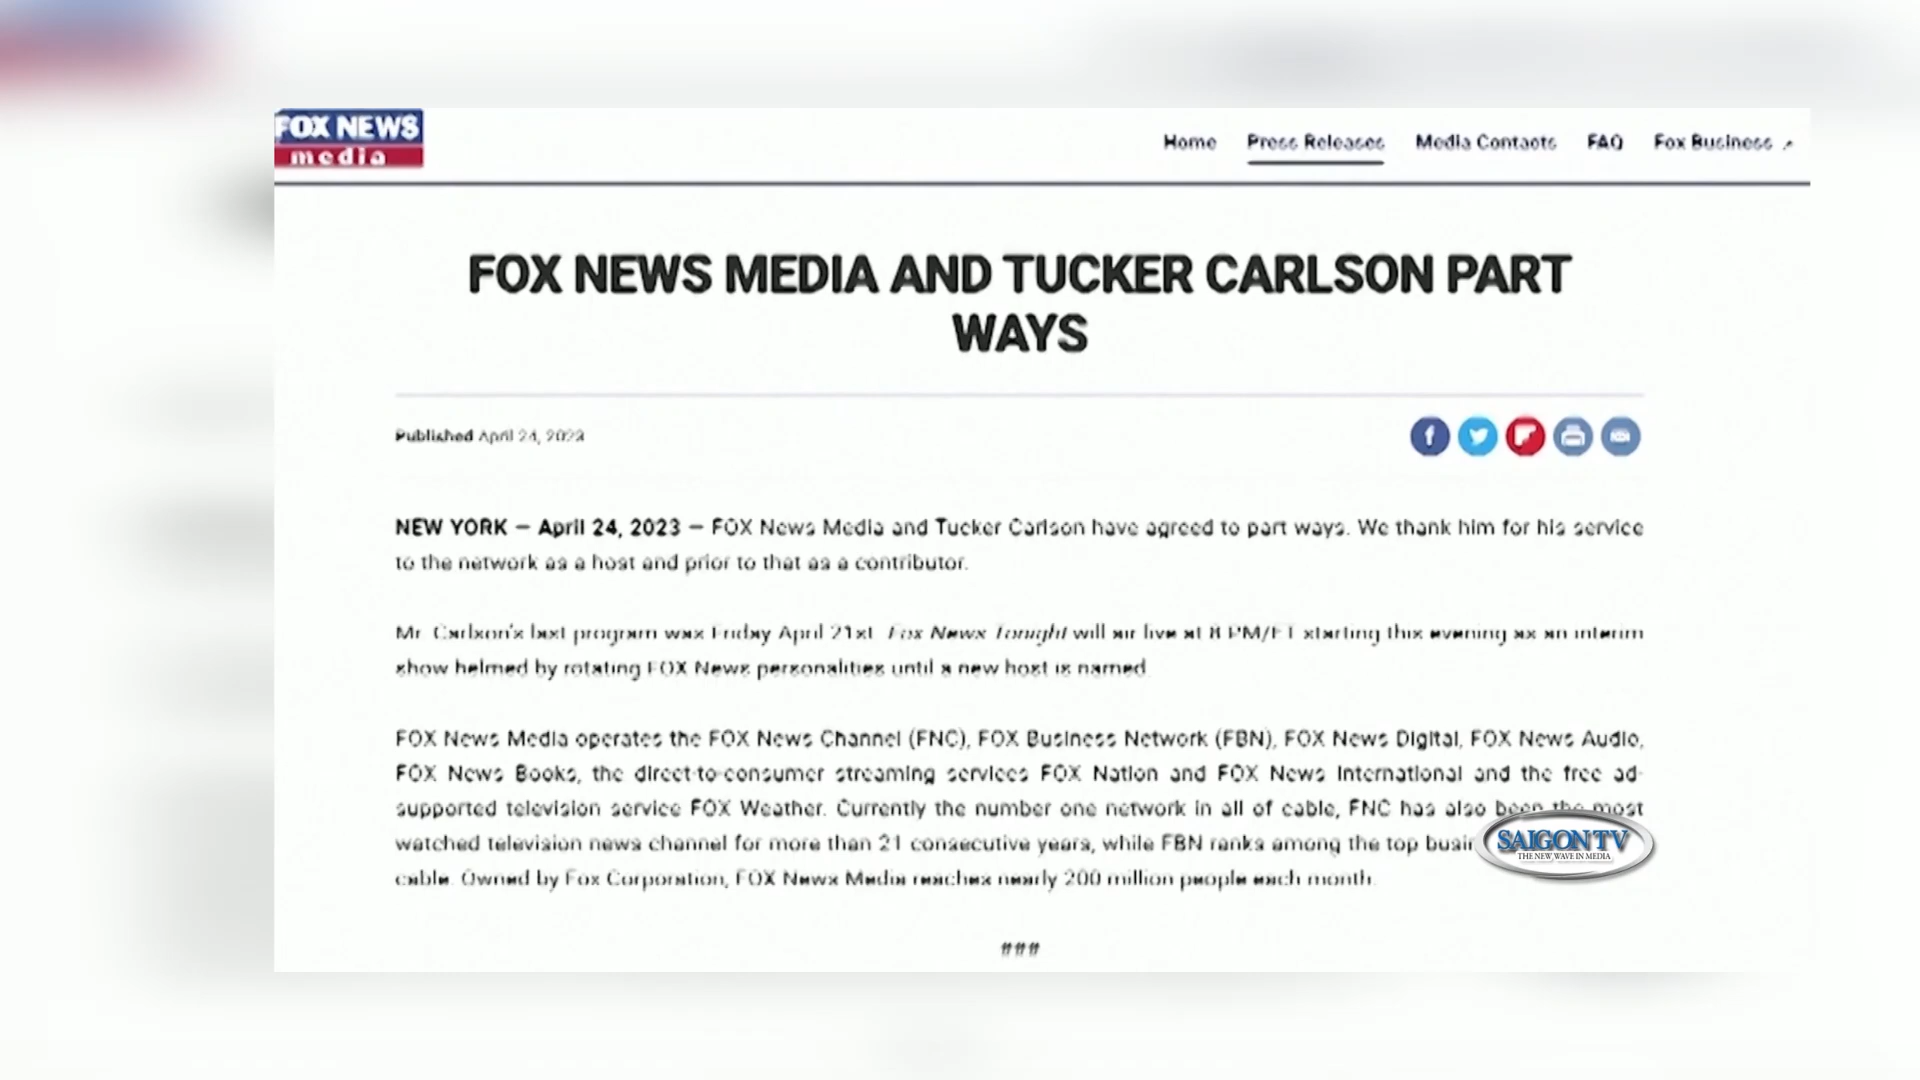 FOX NEWS
media
Home Press Releases Media Contacts FAQ Fox Business
FOX NEWS MEDIA AND TUCKER CARLSON PART
WAYS
Published April 24, 2023
NEW YORK – April 24, 2023 – FOX News Media and Tucker Carlson have agreed to part ways. We thank him for his service
to the network as a host and prior to that as a contributor.
Mr. Carlson's last program was Friday April 21st. Fox News Tonight will air live at 8 PM/ET starting this evening as an interim
show helmed by rotating FOX News personalities until a new host is named.
FOX News Media operates the FOX News Channel (FNC), FOX Business Network (FBN), FOX News Digital, FOX News Audio,
FOX News Books, the direct-to-consumer streaming services FOX Nation and FOX News International and the free ad-
supported television service FOX Weather. Currently the number one network in all of cable, FNC has also been the most
watched television news channel for more than 21 consecutive years, while FBN ranks among the top busin
cable. Owned by Fox Corporation, FOX News Media reaches nearly 200 million people each month.
###
SAIGON TV
THE NEW WAVE IN MEDIA